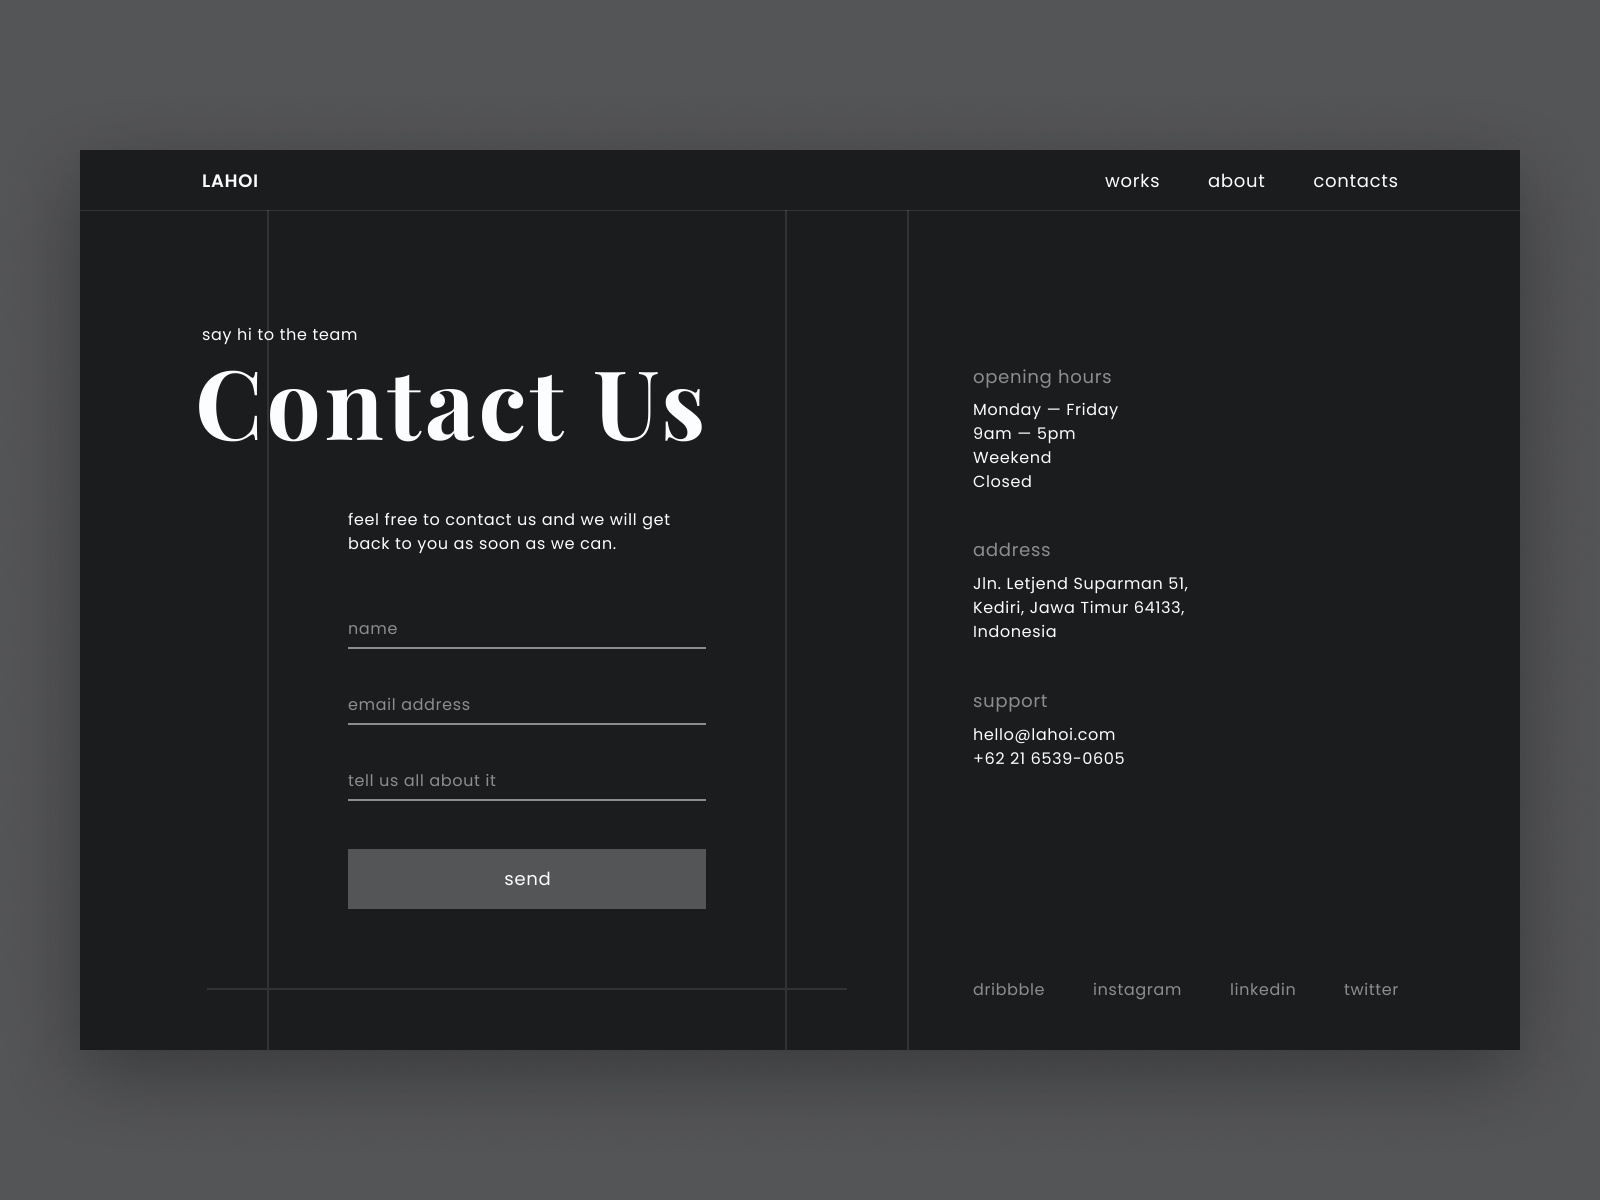 LAHOI
works about contacts
say hi to the team
Contact Us
feel free to contact us and we will get
back to you as soon as we can.
name
email address
tell us all about it
send
opening hours
Monday — Friday
9am — 5pm
Weekend
Closed
address
Jln. Letjend Suparman 51,
Kediri, Jawa Timur 64133,
Indonesia
support
hello@lahoi.com
+62 21 6539-0605
dribbble instagram linkedin twitter